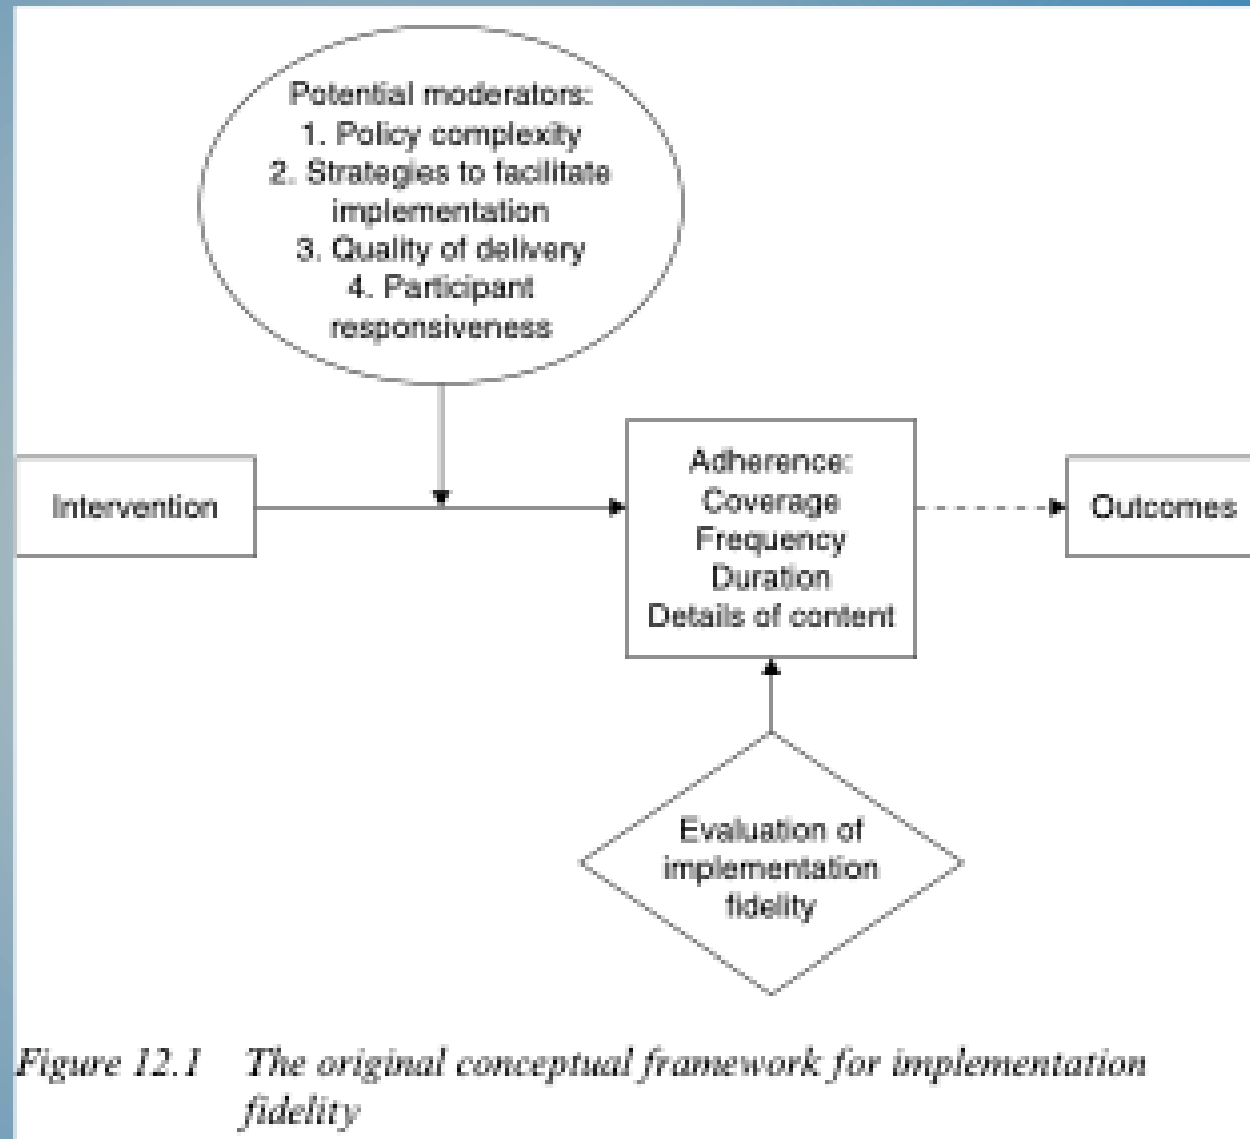 Potential moderators:
1. Policy complexity
2. Strategies to facilitate
implementation
3. Quality of delivery
4. Participant
responsiveness
Intervention
Adherence:
Coverage
Frequency
Duration
Details of content
Outcomes
Evaluation of
implementation
fidelity
Figure 12.1 The original conceptual framework for implementation
fidelity